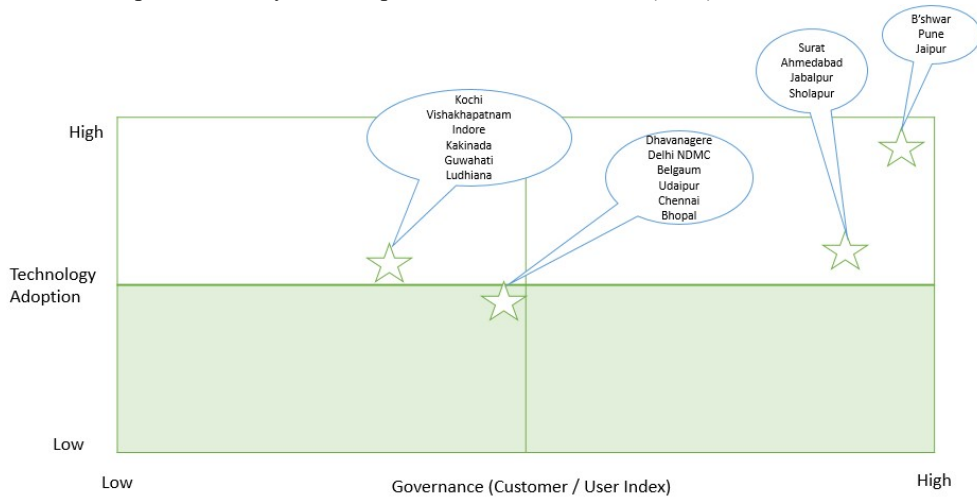 B'shwar
Pune
Jaipur
Surat
Ahmedabad
Jabalpur
Sholapur
Kochi
Vishakhapatnam
Indore
Kakinada
Guwahati
Ludhiana
Dhavanagere
Delhi NDMC
Belgaum
Udaipur
Chennai
Bhopal
High
Technology
Adoption
Low
Low
Governance (Customer / User Index)
High